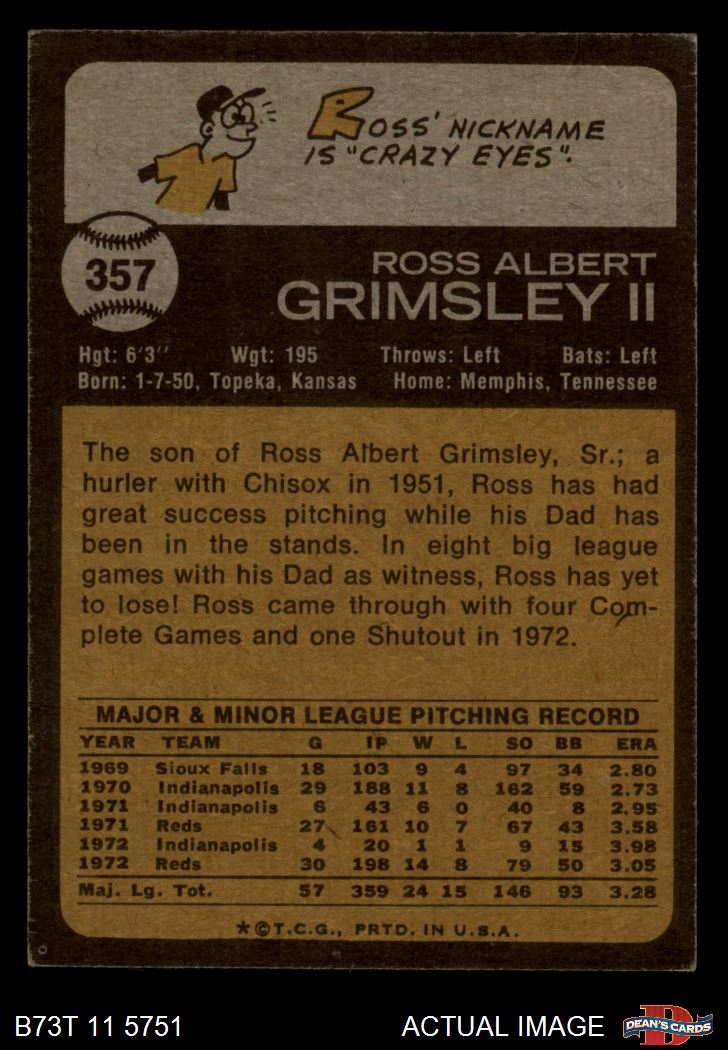 ROSS' NICKNAME
IS "CRAZY EYES".
357
ROSS ALBERT
GRIMSLEY II
Hgt: 6'3" Wgt: 195 Throws: Left Bats: Left
Born: 1-7-50, Topeka, Kansas Home: Memphis, Tennessee
The son of Ross Albert Grimsley, Sr.; a
hurler with Chisox in 1951, Ross has had
great success pitching while his Dad has
been in the stands. In eight big league
games with his Dad as witness, Ross has yet
to lose! Ross came through with four Com-
plete Games and one Shutout in 1972.
MAJOR & MINOR LEAGUE PITCHING RECORD
YEAR TEAM G IP W L SO BB ERA
1969 Sioux Falls 18 103 9 4 97 34 2.80
1970 Indianapolis 29 188 11 8 162 59 2.73
1971 Indianapolis 6 43 6 0 40 8 2.95
1971 Reds 27 161 10 7 67 43 3.58
1972 Indianapolis 4 20 1 1 9 15 3.98
1972 Reds 30 198 14 8 79 50 3.05
Maj. Lg. Tot. 57 359 24 15 146 93 3.28
*©T.C.G., PRTD. IN U.S.A.
B73T 11 5751 ACTUAL IMAGE D DEAN'S CARDS